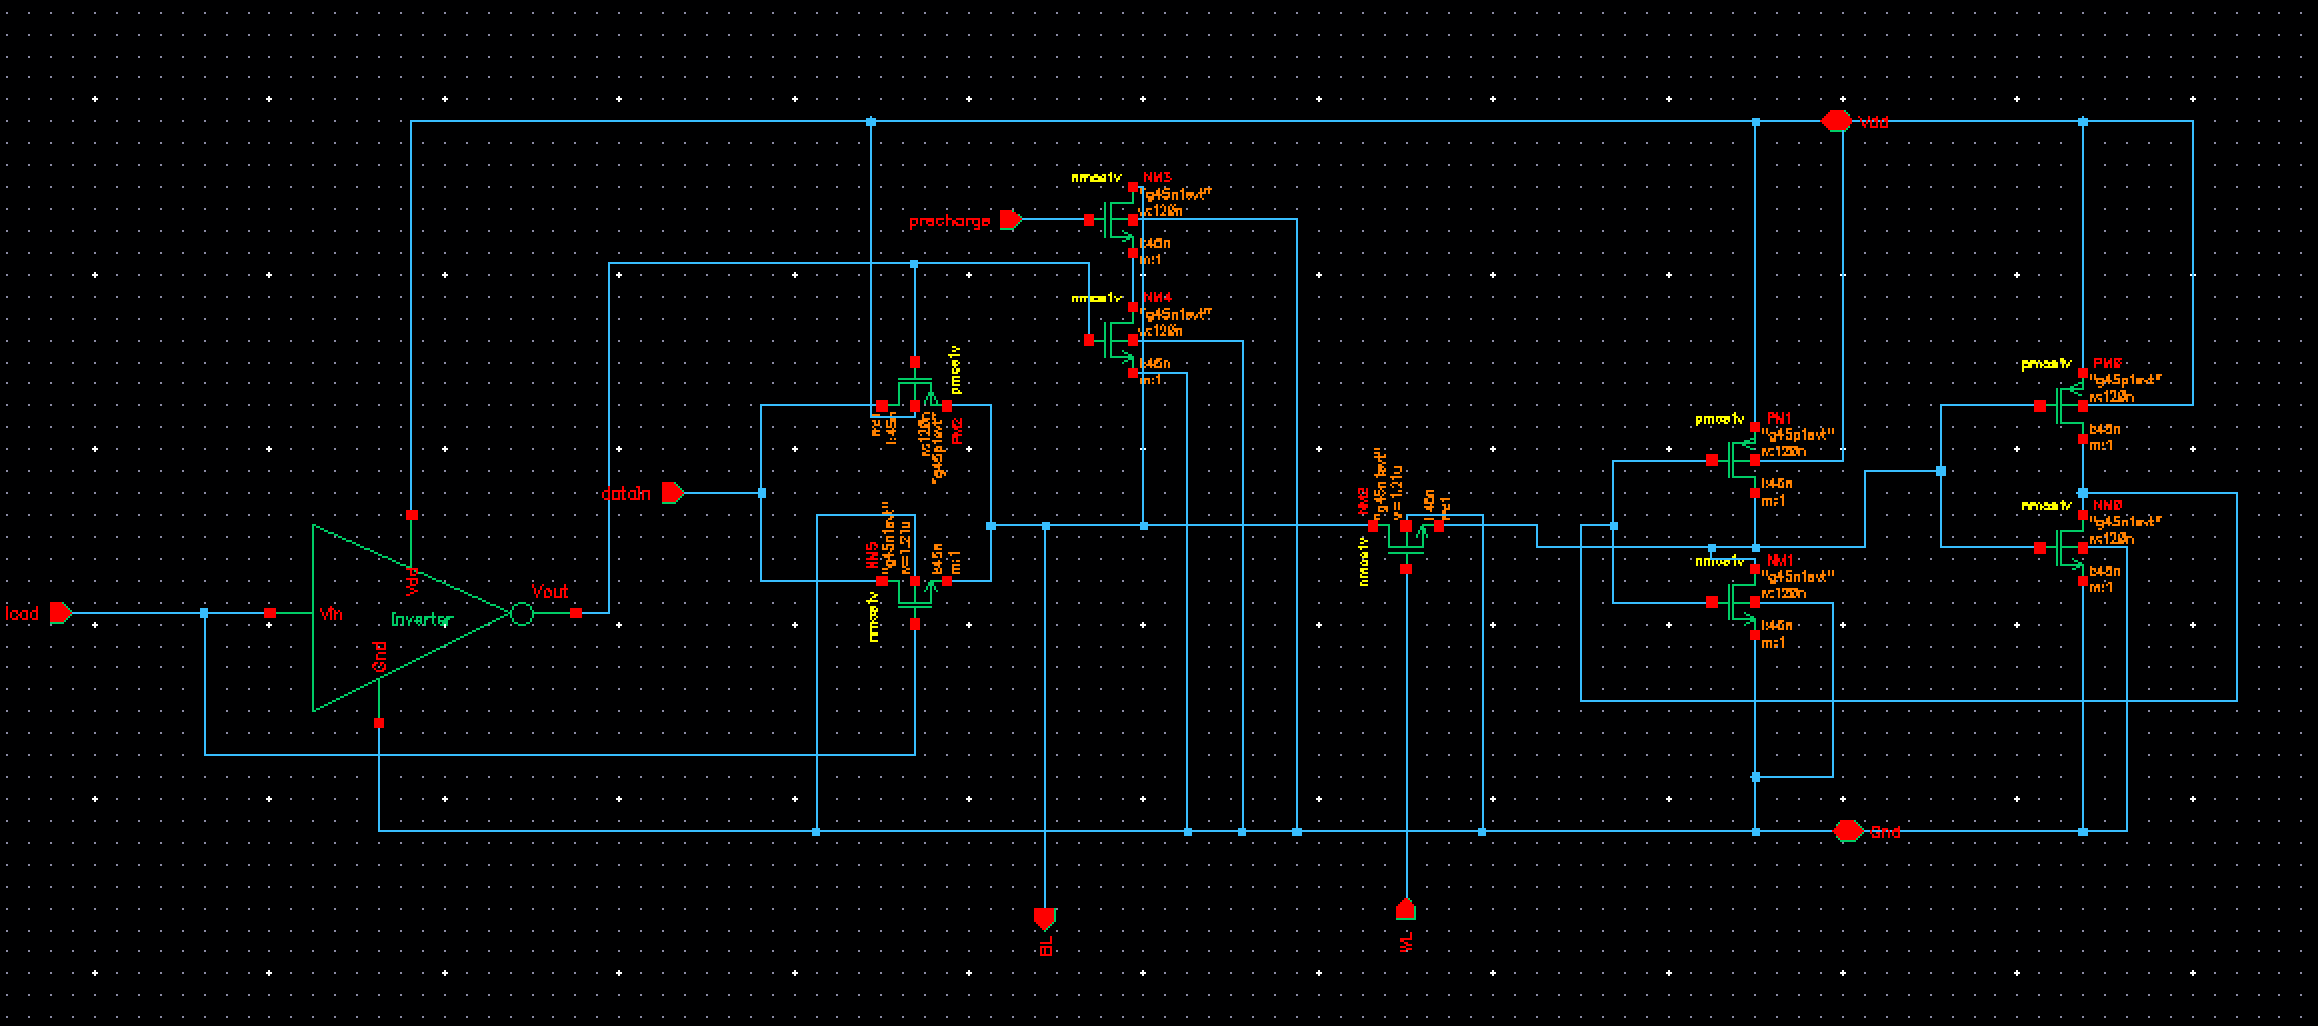 Vdd
nmos1v
NM3
"g45n1svt"
w:120n
l:45n
m:1
precharge
nmos1v
NM4
"g45n1svt"
w:120n
l:45n
m:1
pmos1v
PM2
"g45p1svt"
w:120n
l:45n
m:1
dataIn
NM5
"g45n1svt"
w=1.21u
l:45n
m:1
nmos1v
NM2
"g45n1svt"
w=1.21u
l:45n
m:1
nmos1v
pmos1v
PM1
"g45p1svt"
w:120n
l:45n
m:1
nmos1v
NM1
"g45n1svt"
w:120n
l:45n
m:1
pmos1v
PM0
"g45p1svt"
w:120n
l:45n
m:1
nmos1v
NM0
"g45n1svt"
w:120n
l:45n
m:1
load
Vin
Vdd
Inverter
Gnd
Vout
Gnd
BL
WL